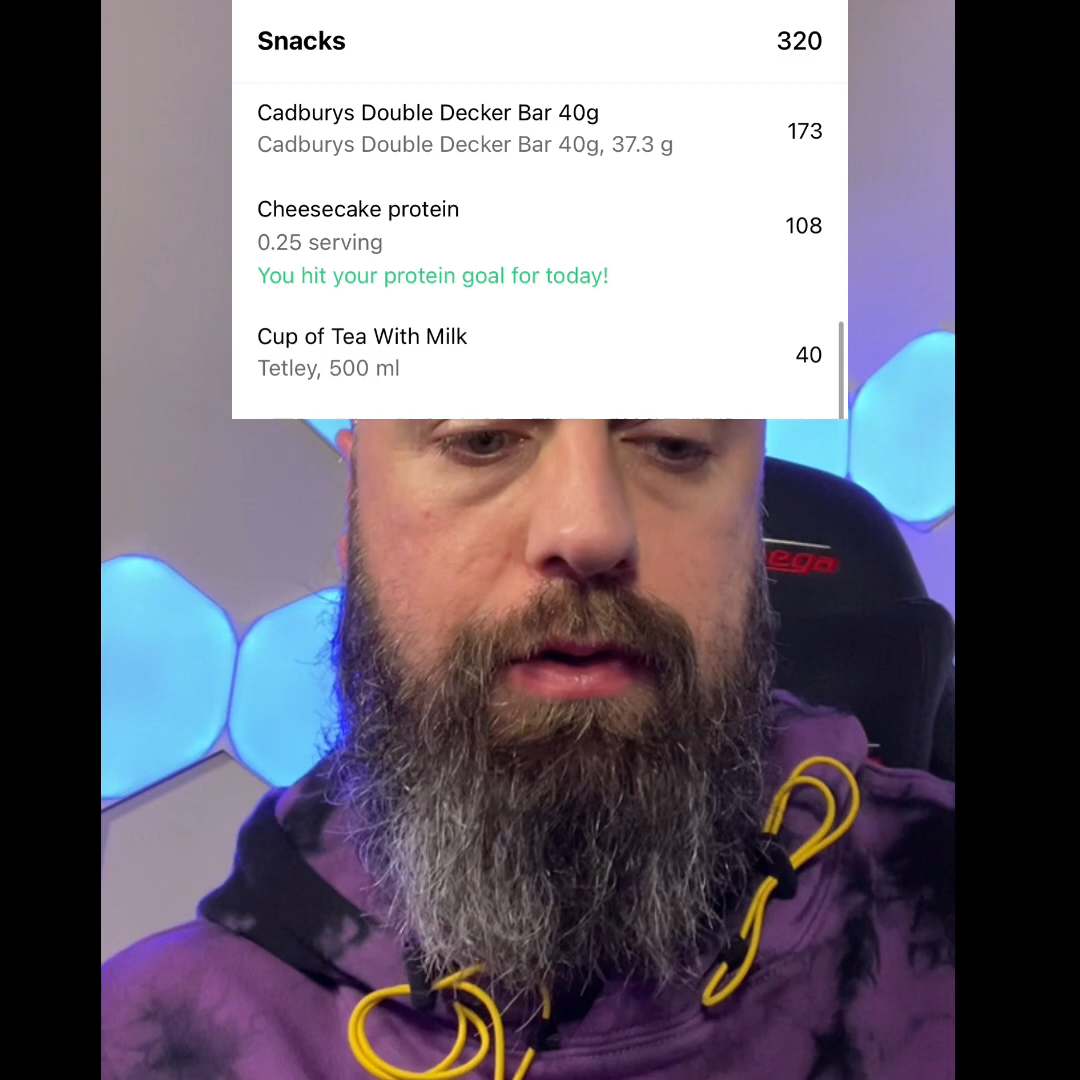 Snacks 320
Cadburys Double Decker Bar 40g
Cadburys Double Decker Bar 40g, 37.3 g
173
Cheesecake protein
0.25 serving
108
You hit your protein goal for today!
Cup of Tea With Milk
Tetley, 500 ml
40
ega